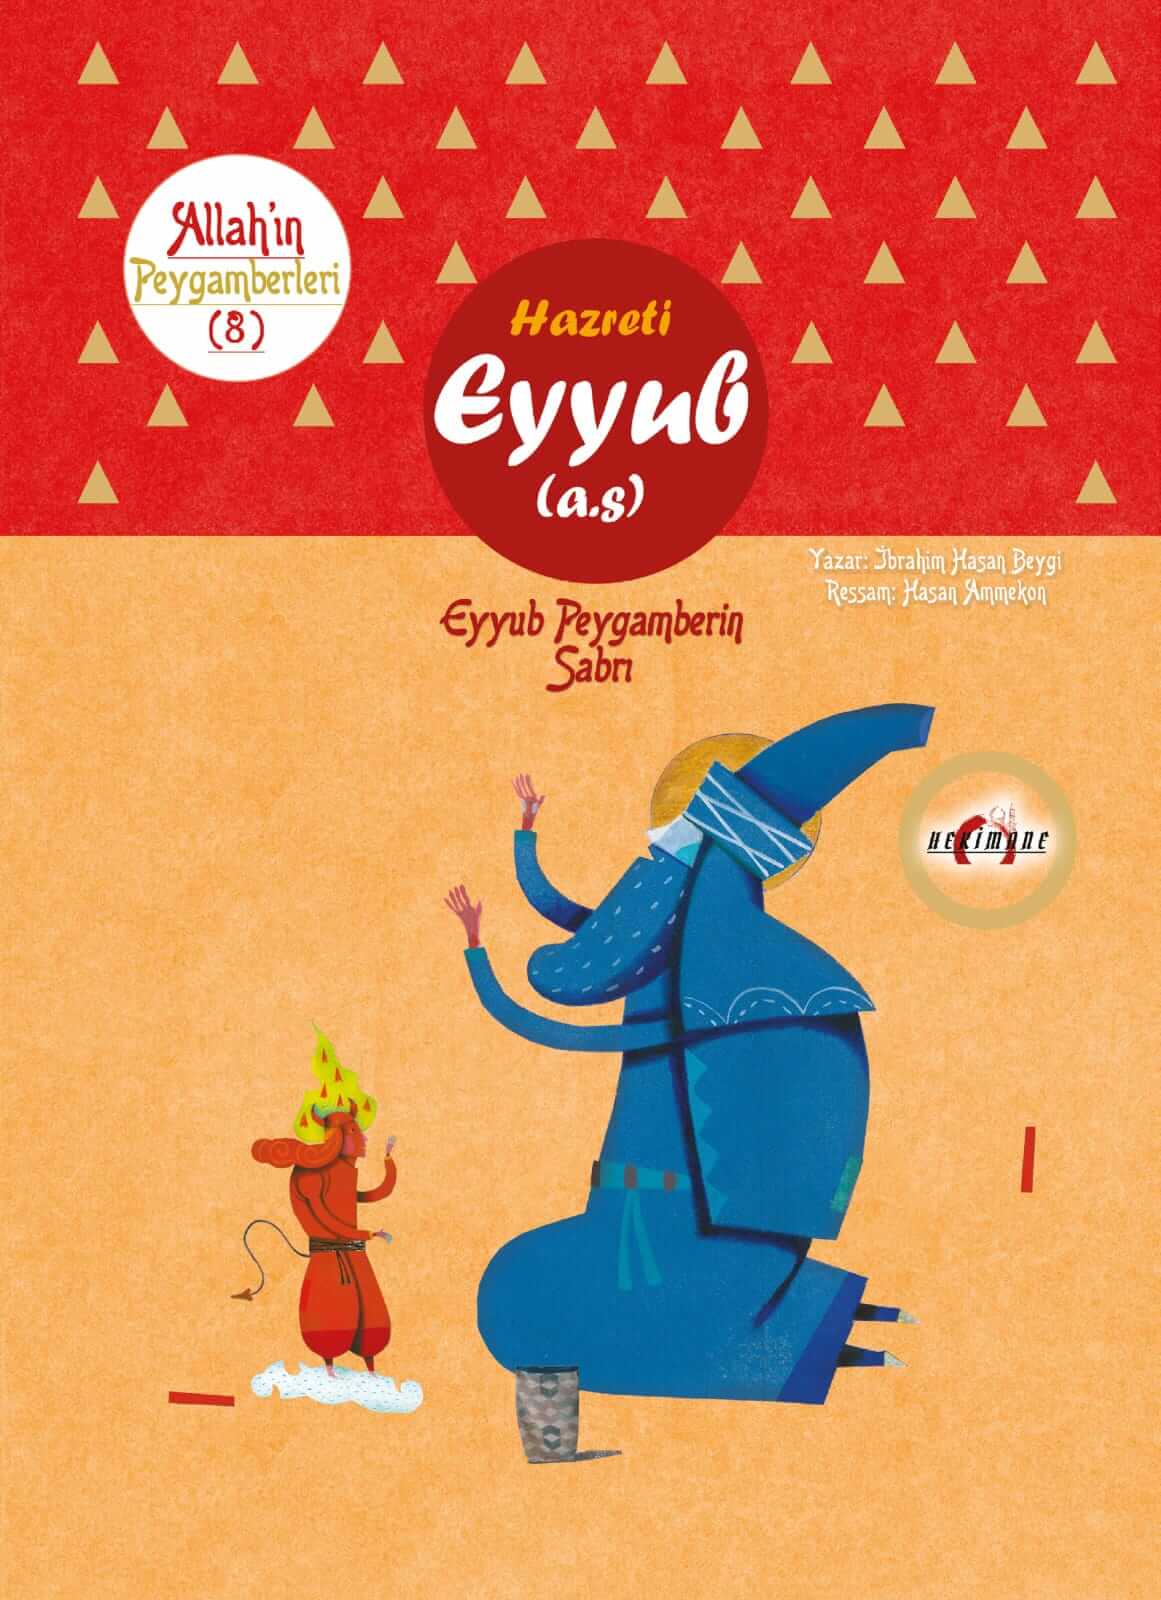 Allah'ın
Peygamberleri
(8)
Hazreti
Eyyub
(a.s)
Yazar: İbrahim Hasan Beygi
Ressam: Hasan Ammekon
Eyyub Peygamberin
Sabrı
HEKİMANE